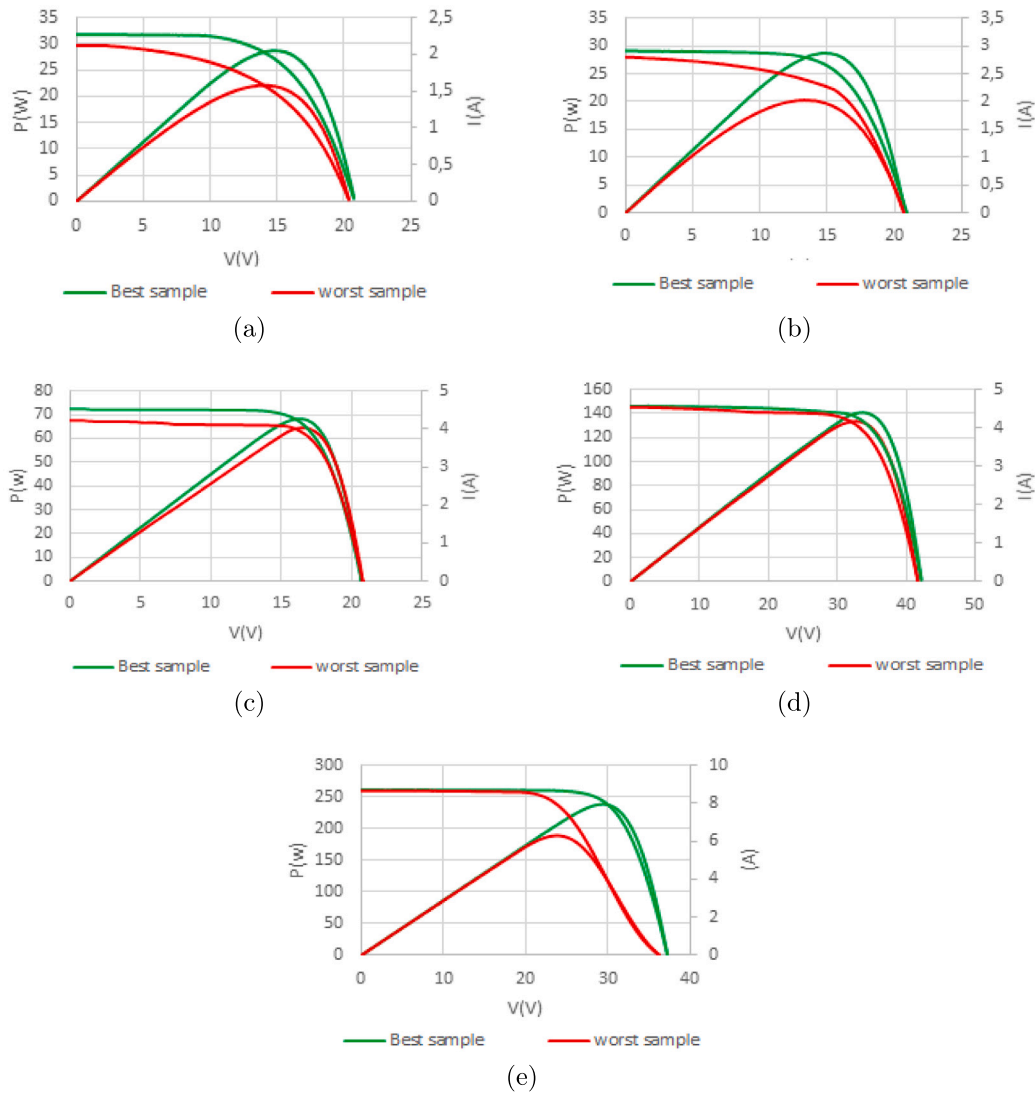 35 30 25 20 15 10 5 0
P(W)
2,5 2 1,5 1 0,5 0
I(A)
0 5 10 15 20 25
V(V)
Best sample worst sample
(a)
35 30 25 20 15 10 5 0
P(w)
3,5 3 2,5 2 1,5 1 0,5 0
I(A)
0 5 10 15 20 25
Best sample worst sample
(b)
80 70 60 50 40 30 20 10 0
P(w)
5 4 3 2 1 0
I(A)
0 5 10 15 20 25
V(V)
Best sample worst sample
(c)
160 140 120 100 80 60 40 20 0
P(W)
5 4 3 2 1 0
I(A)
0 10 20 30 40 50
V(V)
Best sample worst sample
(d)
300 250 200 150 100 50 0
P(w)
10 8 6 4 2 0
(A)
0 10 20 30 40
V(V)
Best sample worst sample
(e)